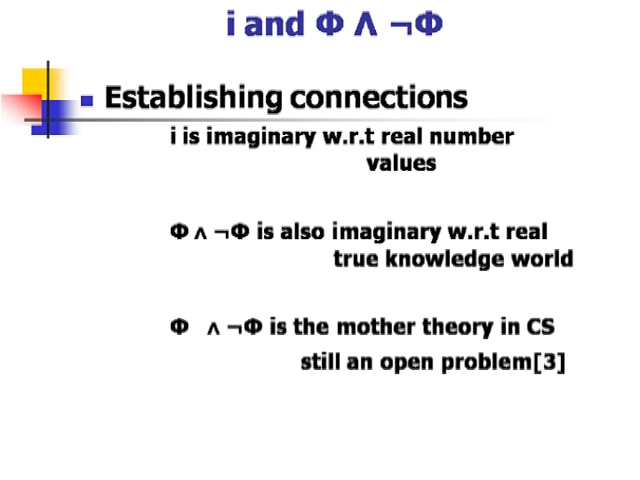 i and Φ Λ ¬Φ
Establishing connections
i is imaginary w.r.t real number
values
Φ ∧ ¬Φ is also imaginary w.r.t real
true knowledge world
Φ ∧ ¬Φ is the mother theory in CS
still an open problem[3]